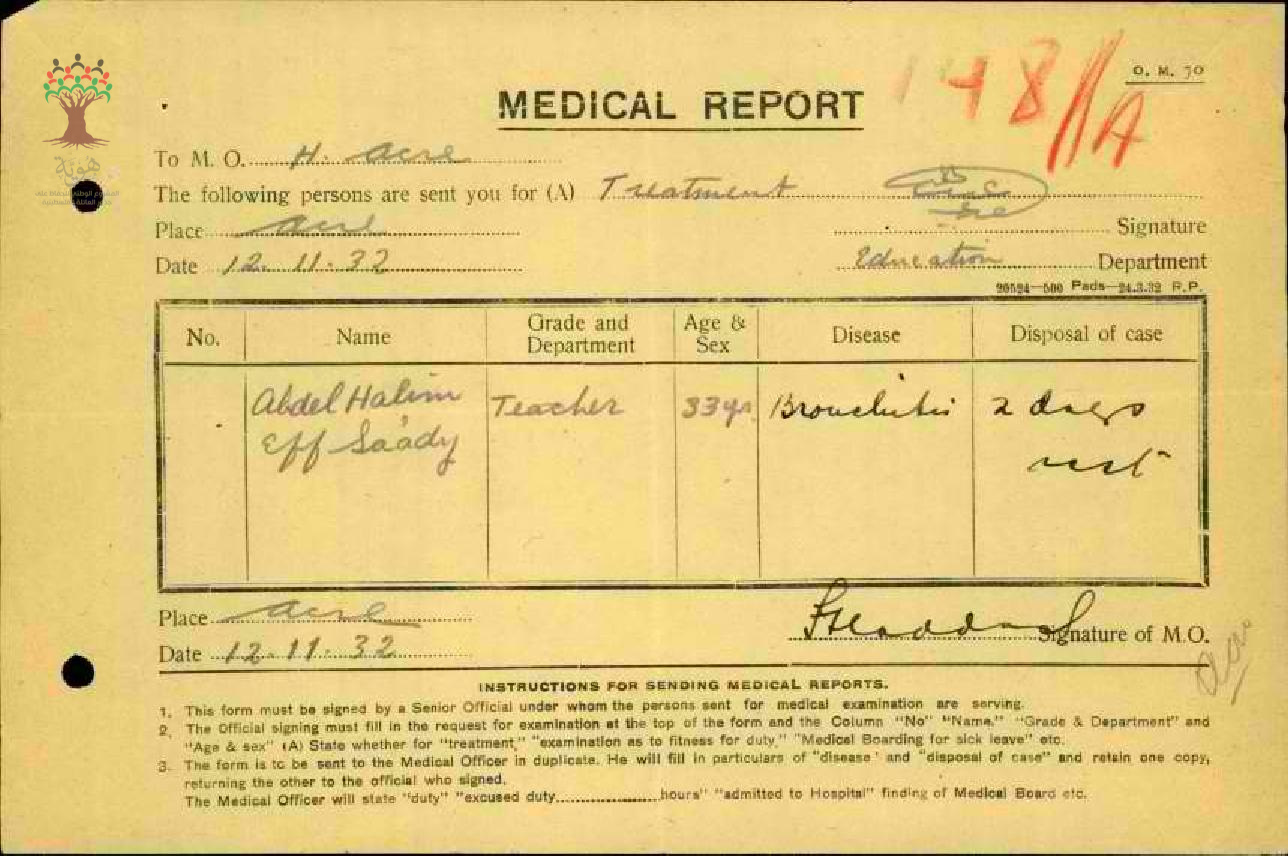 148/A
O. M. 70
MEDICAL REPORT
To M. O. H. Acre
The following persons are sent you for (A) Treatment
Place Acre Signature
Date 12. 11. 32 Education Department
20524—500 Pads—24.3.32 R.P.
No. Name Grade and Department Age & Sex Disease Disposal of case
Abdel Halim Teacher 33 yrs Bronchitis 2 days
Eff Saády rest
Place Acre
Date 12. 11. 32 Signature of M.O.
INSTRUCTIONS FOR SENDING MEDICAL REPORTS.
1. This form must be signed by a Senior Official under whom the persons sent for medical examination are serving.
2. The Official signing must fill in the request for examination at the top of the form and the Column "No" "Name." "Grade & Department" and
"Age & sex" (A) State whether for "treatment," "examination as to fitness for duty," "Medical Boarding for sick leave" etc.
3. The form is to be sent to the Medical Officer in duplicate. He will fill in particulars of "disease' and "disposal of case" and retain one copy,
returning the other to the official who signed.
The Medical Officer will state "duty" "excused duty....................hours" "admitted to Hospital" finding of Medical Board etc.
هوية